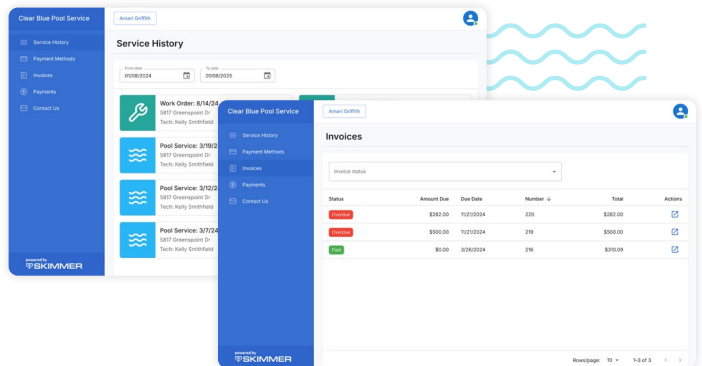 Clear Blue Pool Service
Amari Griffith
Service History
Payment Methods
Invoices
Payments
Contact Us
powered by
SKIMMER
Service History
From date
01/08/2024
To date
01/08/2025
Work Order: 8/14/24
5817 Greenspoint Dr
Tech: Kelly Smithfield
Pool Service: 3/19/2
5817 Greenspoint Dr
Tech: Kelly Smithfield
Pool Service: 3/12/2
5817 Greenspoint Dr
Tech: Kelly Smithfield
Pool Service: 3/7/24
5817 Greenspoint Dr
Tech: Kelly Smithfield
Clear Blue Pool Service
Amari Griffith
Service History
Payment Methods
Invoices
Payments
Contact Us
powered by
SKIMMER
Invoices
Invoice status
Status Amount Due Due Date Number Total Actions
Overdue $282.00 11/21/2024 220 $282.00
Overdue $500.00 11/21/2024 219 $500.00
Paid $0.00 3/26/2024 216 $310.09
Rows/page: 10 1-3 of 3